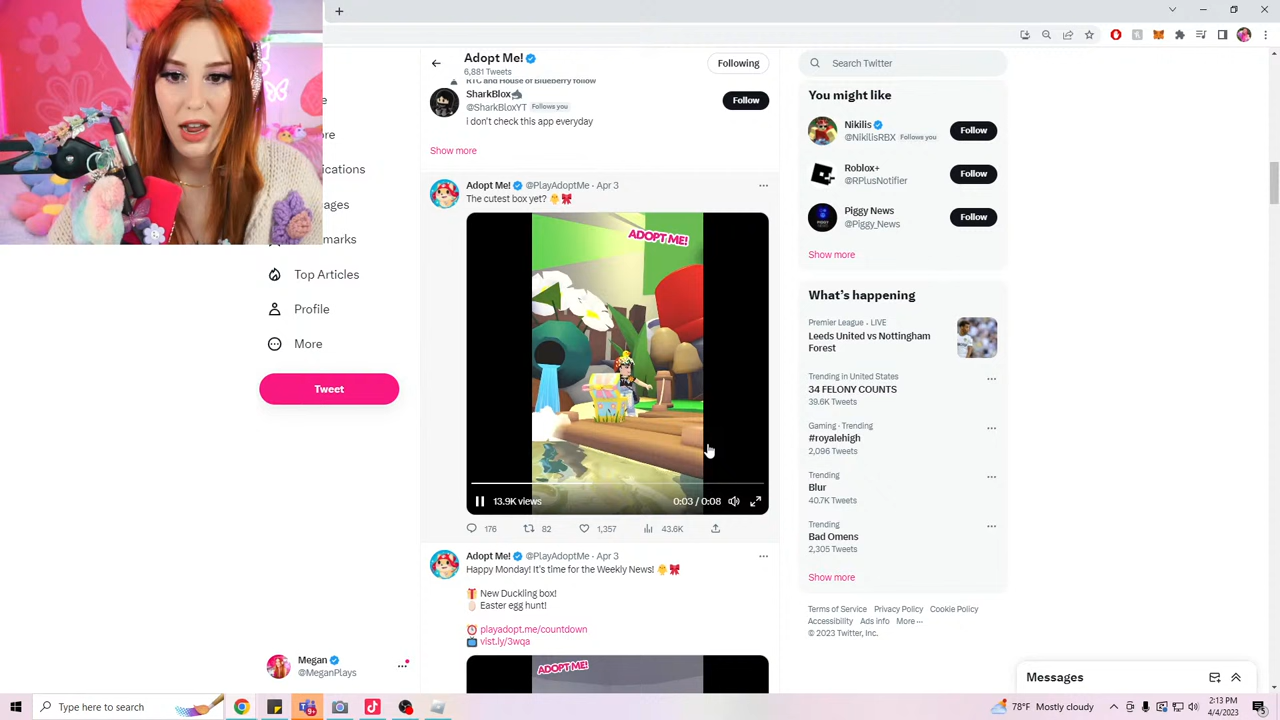 Adopt Me!
6,881 Tweets
Following
Search Twitter
RTC and House of Blueberry follow
SharkBlox
@SharkBloxYT Follows you
i don't check this app everyday
Follow
Show more
Adopt Me! @PlayAdoptMe · Apr 3
The cutest box yet? 🐥🎀
ADOPT ME!
13.9K views
0:03 / 0:08
176
82
1,357
43.6K
Adopt Me! @PlayAdoptMe · Apr 3
Happy Monday! It's time for the Weekly News! 🐥🎀
🎁 New Duckling box!
🥚 Easter egg hunt!
⏰ playadopt.me/countdown
📺 vist.ly/3wqa
ADOPT ME!
Top Articles
Profile
More
Tweet
Megan
@MeganPlays
You might like
Nikilis
@NikilisRBX Follows you
Follow
Roblox+
@RPlusNotifier
Follow
Piggy News
@Piggy_News
Follow
Show more
What's happening
Premier League · LIVE
Leeds United vs Nottingham
Forest
Trending in United States
34 FELONY COUNTS
39.6K Tweets
Gaming · Trending
#royalehigh
2,096 Tweets
Trending
Blur
40.7K Tweets
Trending
Bad Omens
2,305 Tweets
Show more
Terms of Service Privacy Policy Cookie Policy
Accessibility Ads info More ···
© 2023 Twitter, Inc.
Messages
Type here to search
78°F Mostly cloudy
2:13 PM
4/4/2023